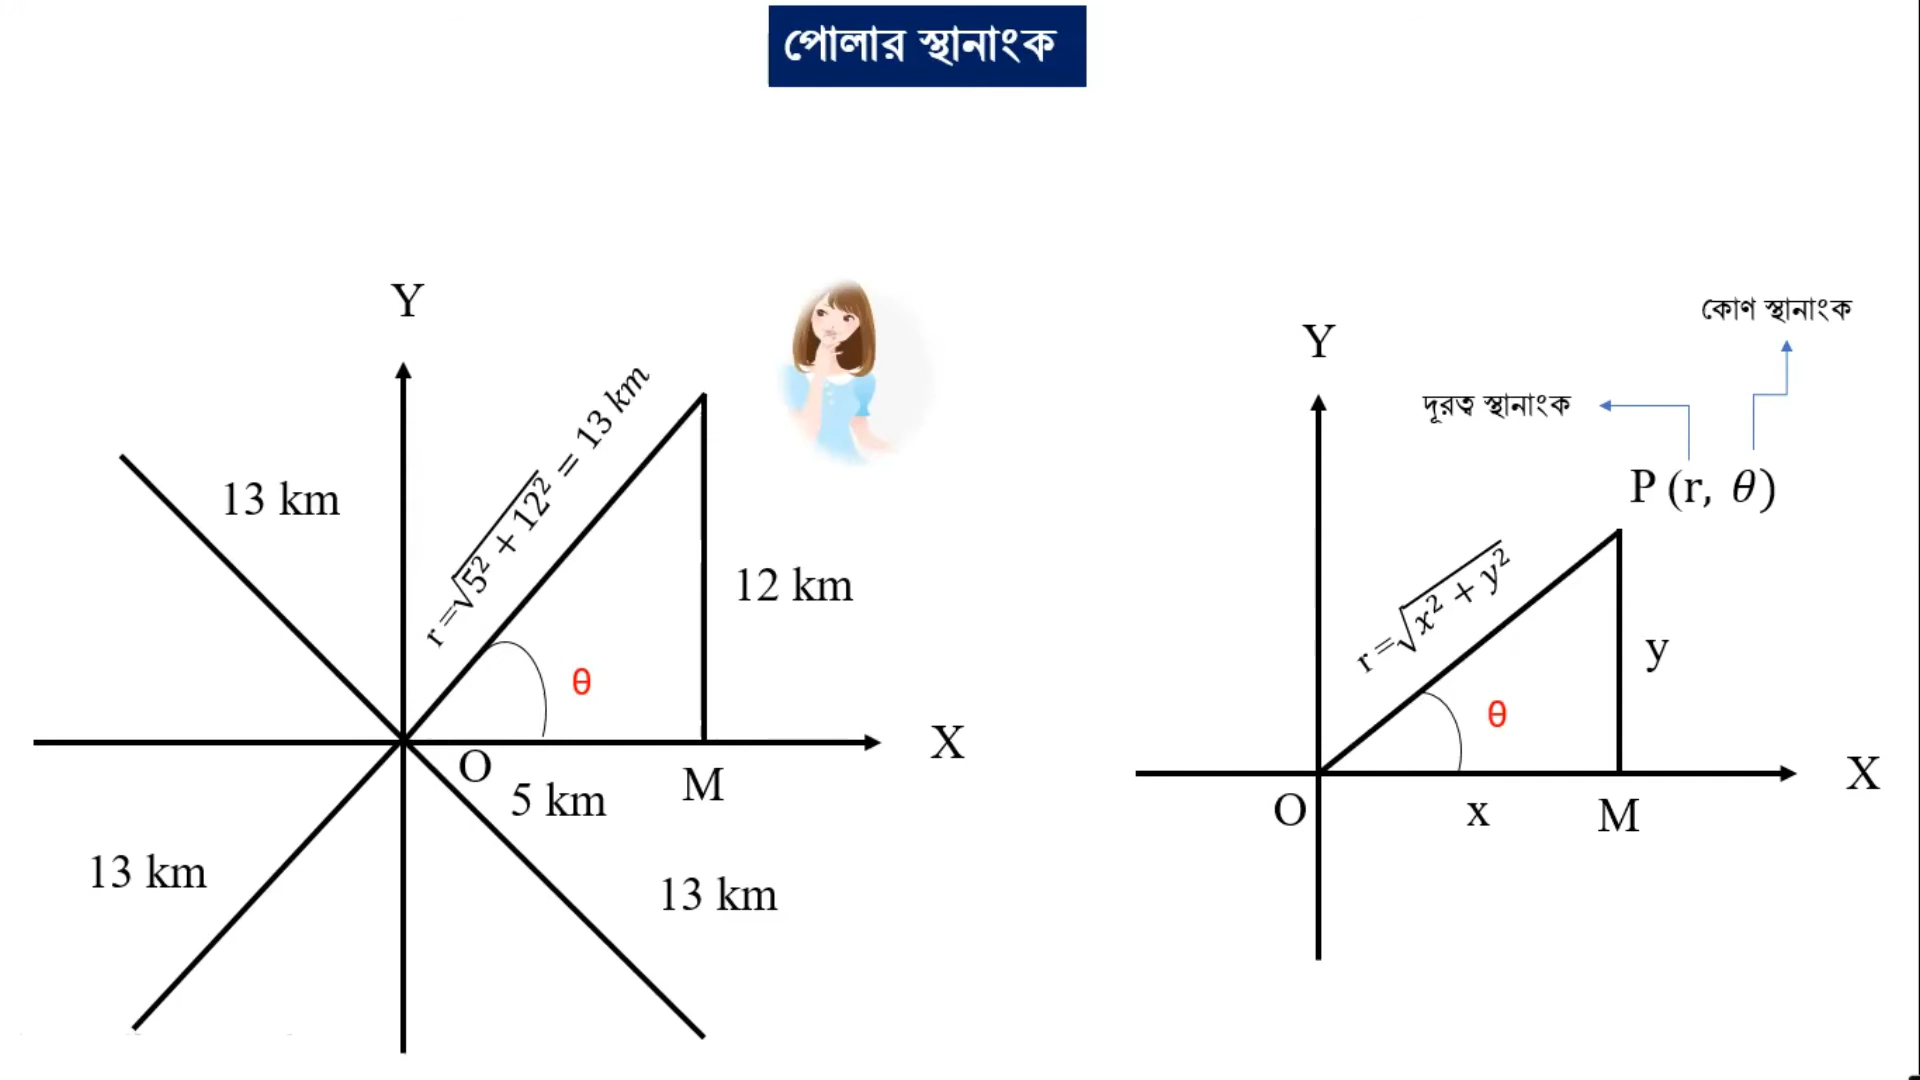 পোলার স্থানাংক
Y
13 km
r =√5² + 12² = 13 km
12 km
θ
X
O
5 km
M
13 km
13 km
কোণ স্থানাংক
Y
দূরত্ব স্থানাংক
P (r, θ)
r =√x² + y²
y
θ
X
O
x
M